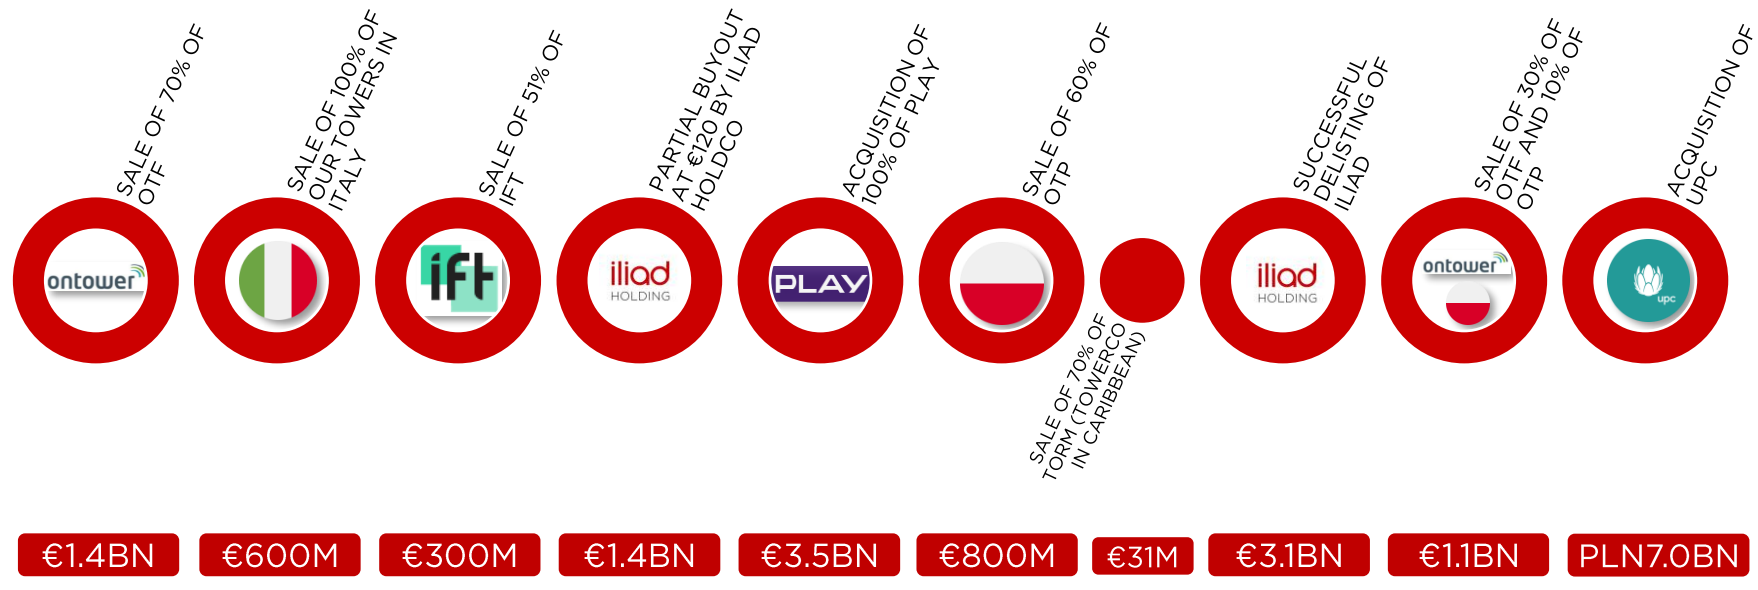 SALE OF 70% OF
OTF
SALE OF 100% OF
OUR TOWERS IN
ITALY
SALE OF 51% OF
IFT
PARTIAL BUYOUT
AT €120 BY ILIAD
HOLDCO
ACQUISITION OF
100% OF PLAY
SALE OF 60% OF
OTP
SALE OF 70% OF
TORM (TOWERCO
IN CARIBBEAN)
SUCCESSFUL
DELISTING OF
ILIAD
SALE OF 30% OF
OTF AND 10% OF
OTP
ACQUISITION OF
UPC
ontower
ift
iliad
HOLDING
PLAY
iliad
HOLDING
ontower
upc
€1.4BN
€600M
€300M
€1.4BN
€3.5BN
€800M
€31M
€3.1BN
€1.1BN
PLN7.0BN